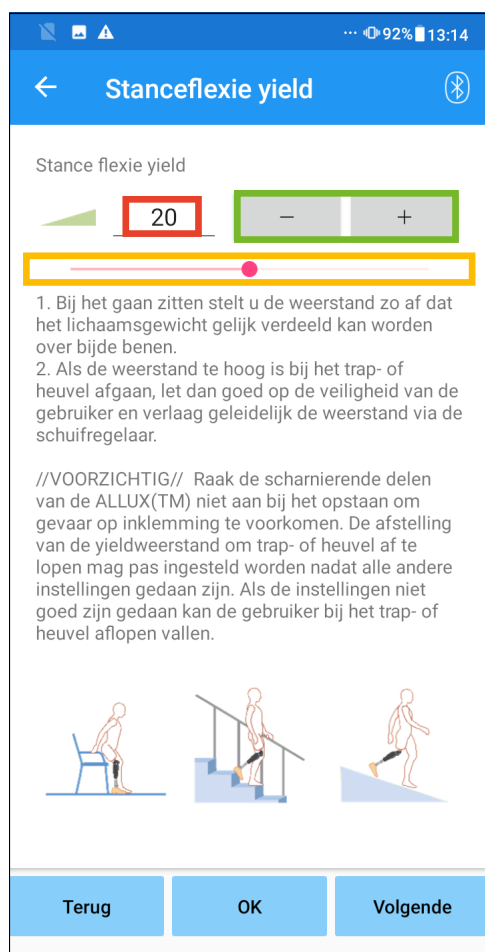 92% 13:14
Stanceflexie yield
Stance flexie yield
20 − +
1. Bij het gaan zitten stelt u de weerstand zo af dat
het lichaamsgewicht gelijk verdeeld kan worden
over bijde benen.
2. Als de weerstand te hoog is bij het trap- of
heuvel afgaan, let dan goed op de veiligheid van de
gebruiker en verlaag geleidelijk de weerstand via de
schuifregelaar.
//VOORZICHTIG// Raak de scharnierende delen
van de ALLUX(TM) niet aan bij het opstaan om
gevaar op inklemming te voorkomen. De afstelling
van de yieldweerstand om trap- of heuvel af te
lopen mag pas ingesteld worden nadat alle andere
instellingen gedaan zijn. Als de instellingen niet
goed zijn gedaan kan de gebruiker bij het trap- of
heuvel aflopen vallen.
Terug OK Volgende